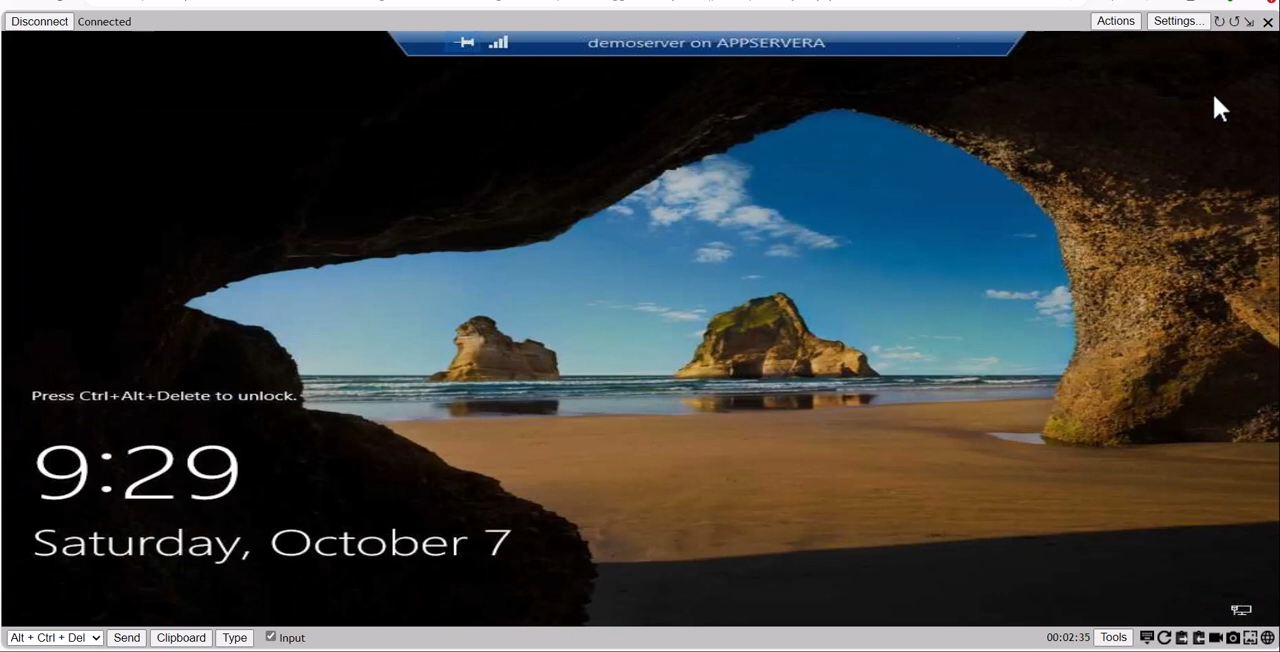 Disconnect Connected Actions Settings...
demoserver on APPSERVERA
Press Ctrl+Alt+Delete to unlock.
9:29
Saturday, October 7
Alt + Ctrl + Del Send Clipboard Type Input 00:02:35 Tools